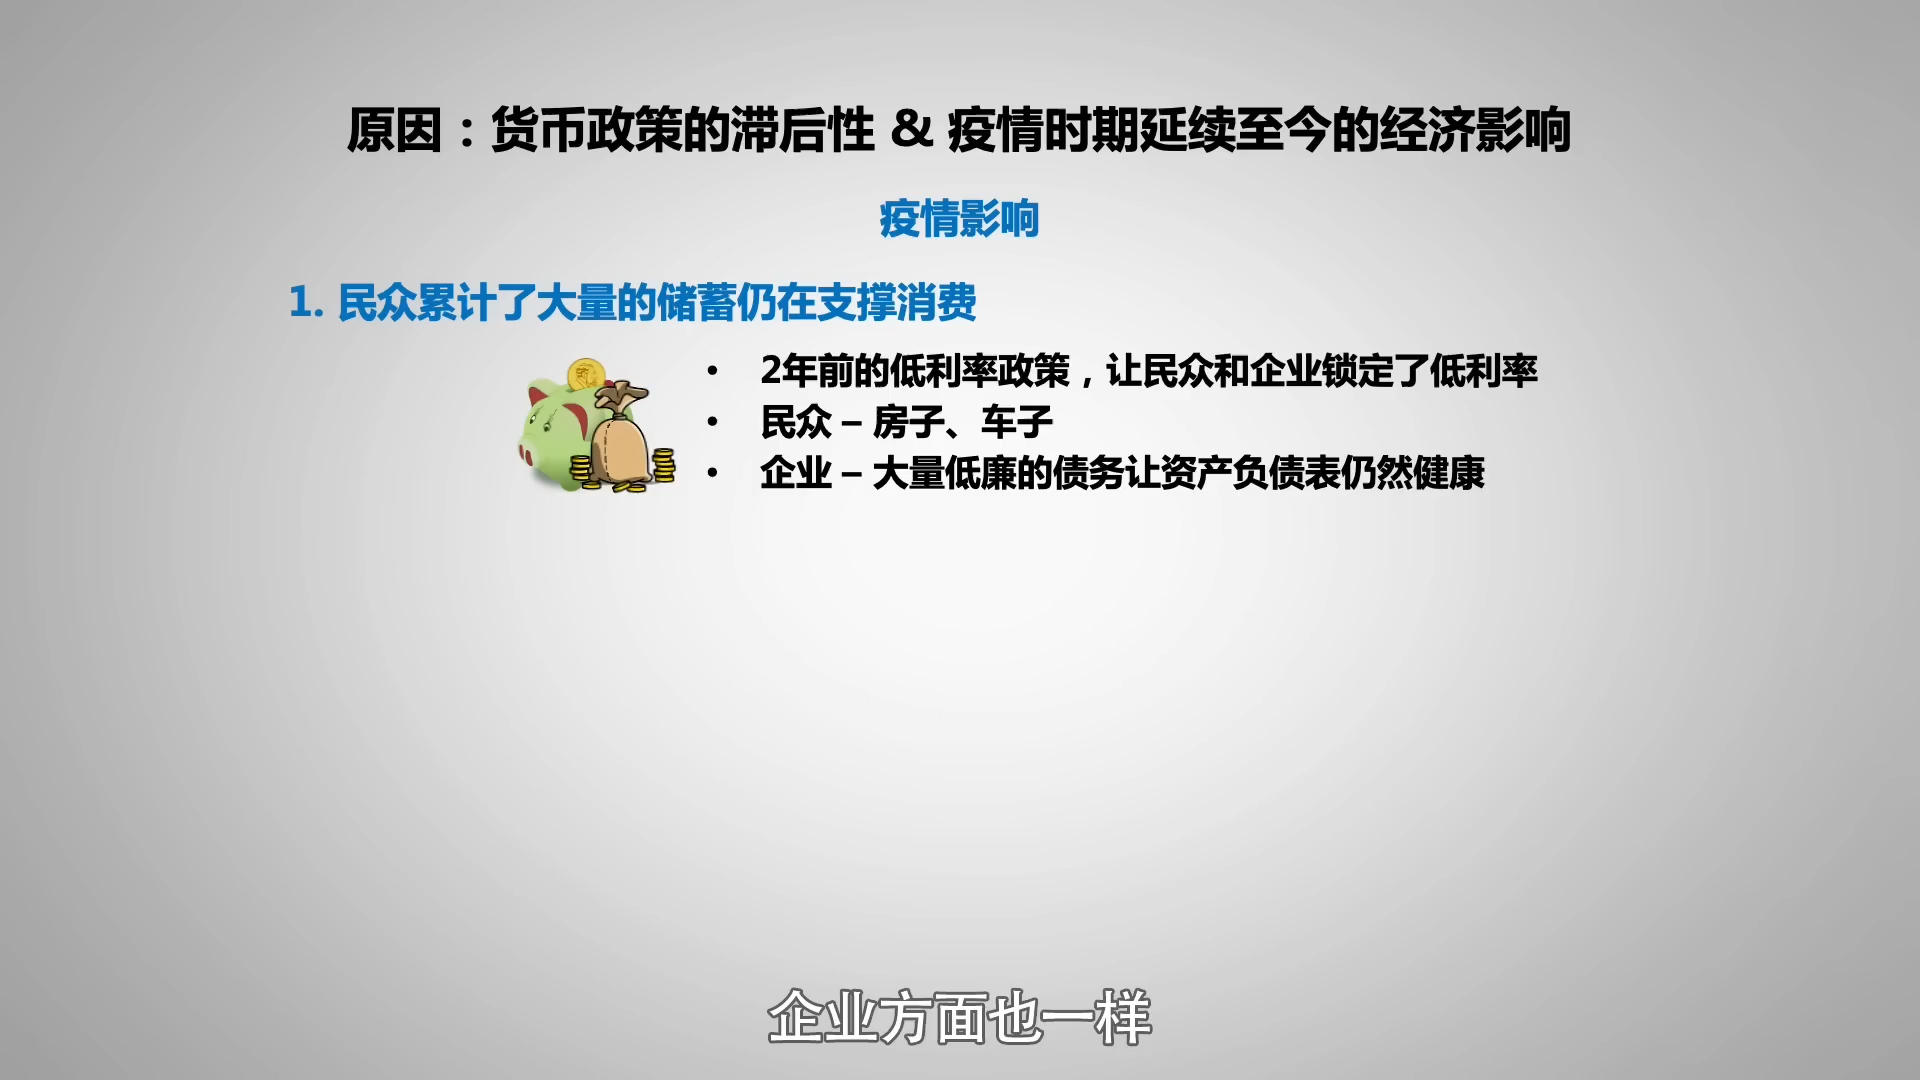 原因：货币政策的滞后性 & 疫情时期延续至今的经济影响
疫情影响
1. 民众累计了大量的储蓄仍在支撑消费
• 2年前的低利率政策，让民众和企业锁定了低利率
• 民众 – 房子、车子
• 企业 – 大量低廉的债务让资产负债表仍然健康
企业方面也一样